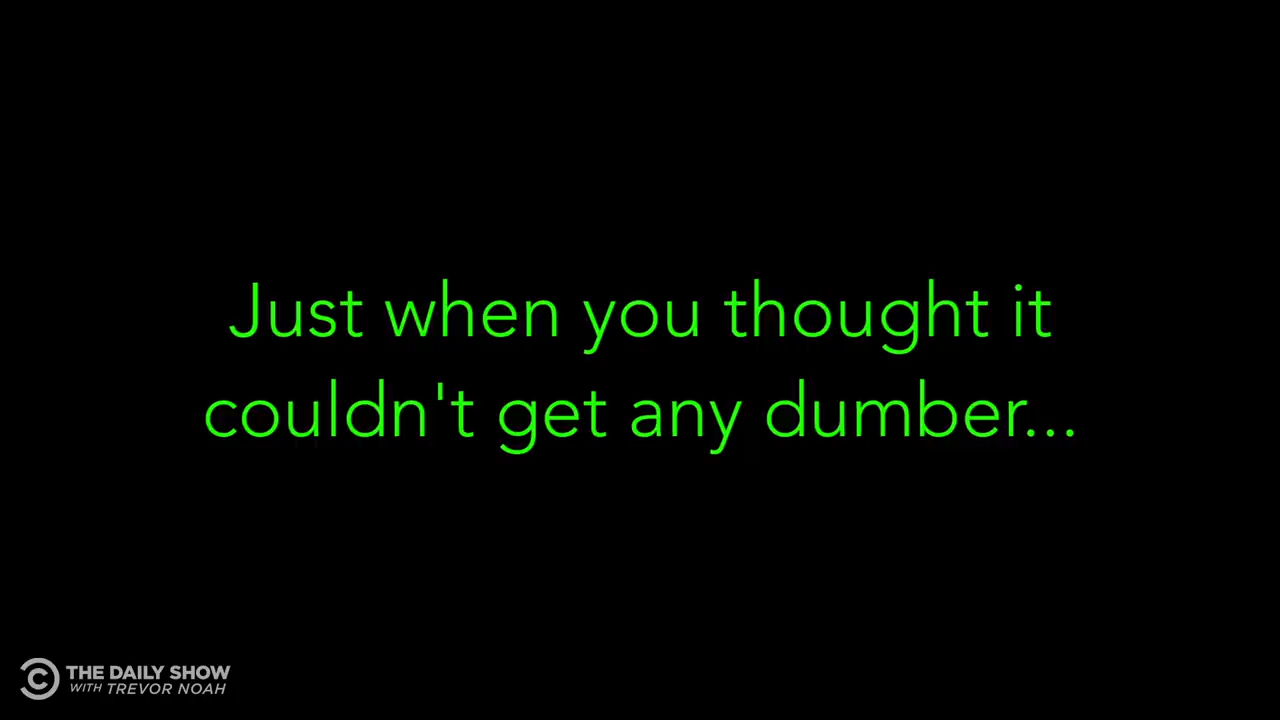 Just when you thought it
couldn't get any dumber...
THE DAILY SHOW
WITH TREVOR NOAH